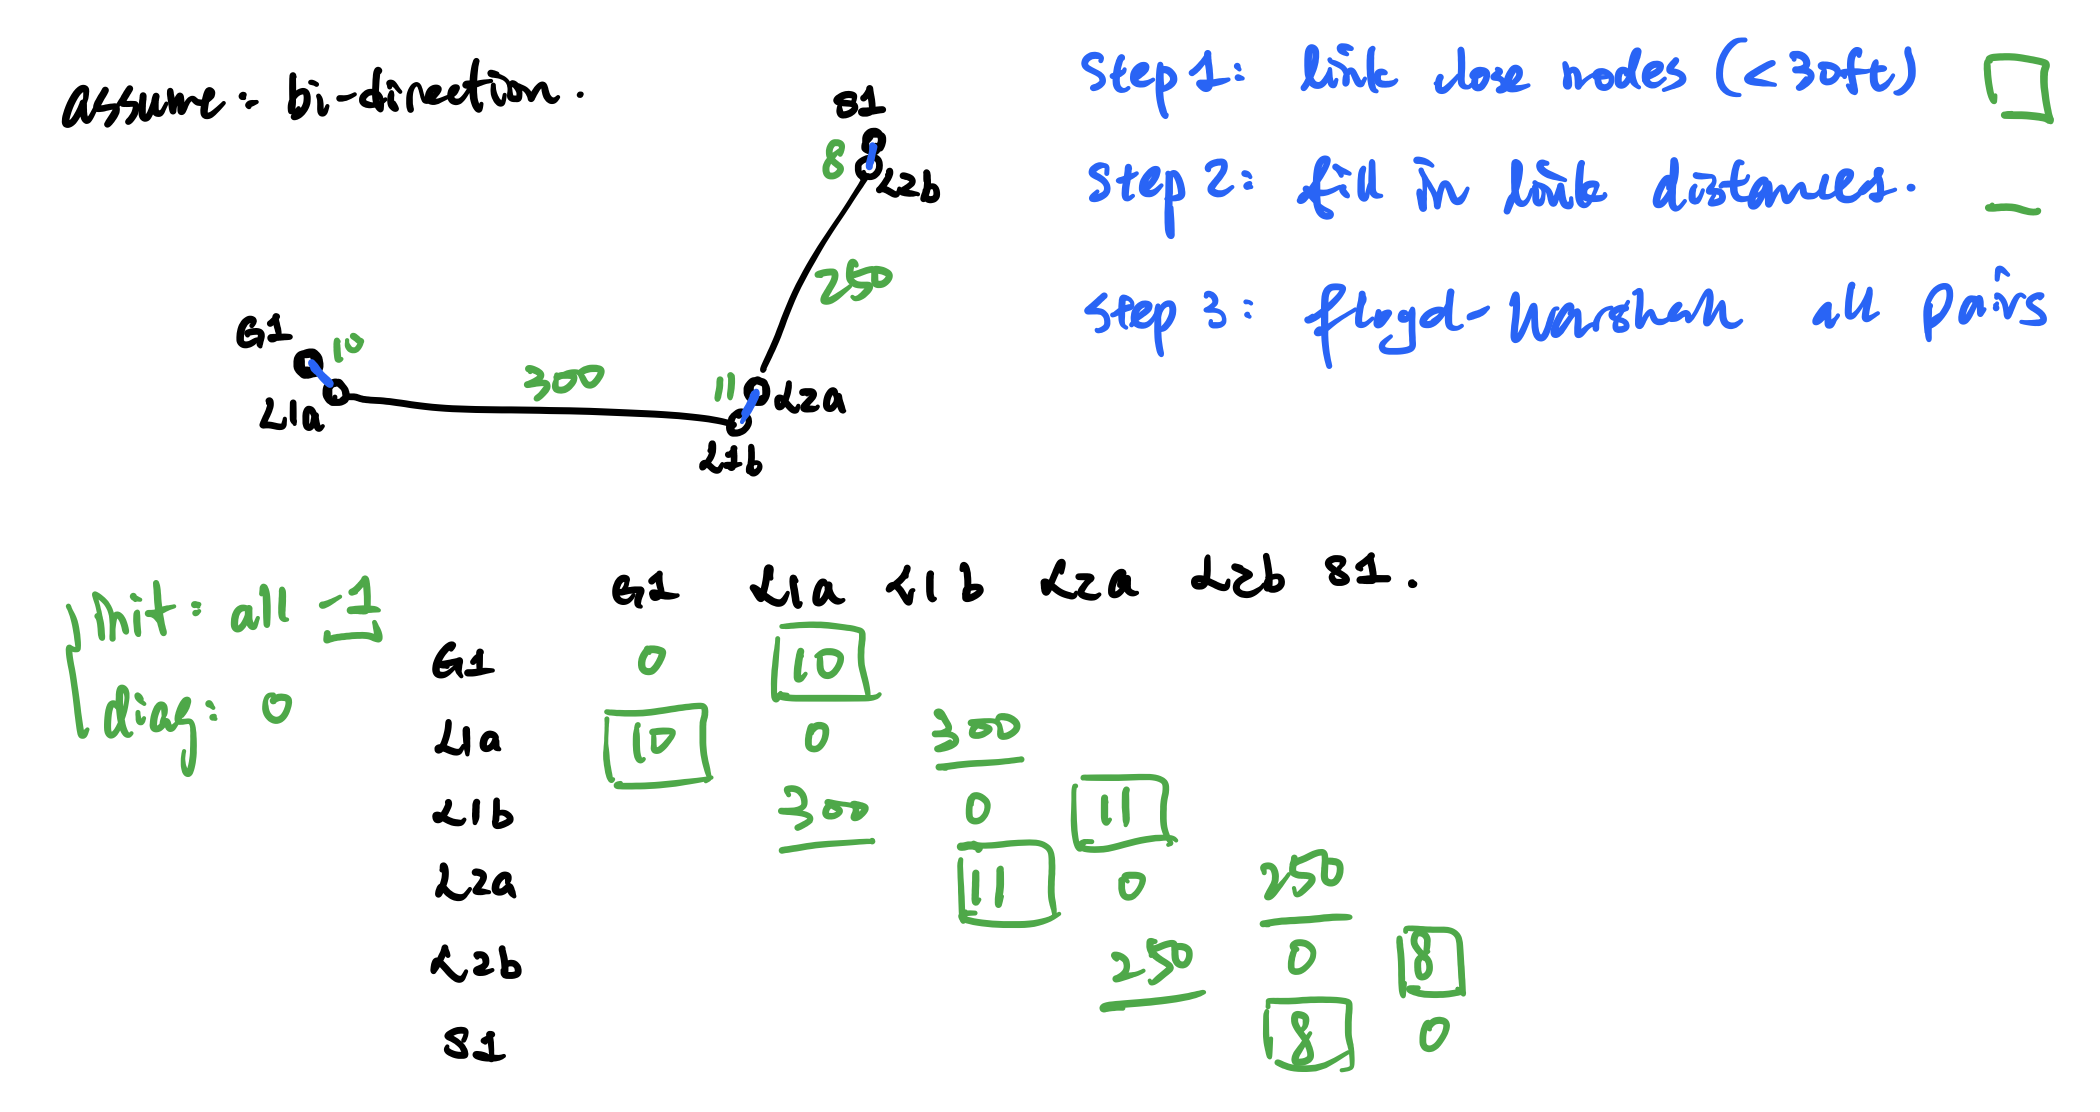 assume: bi-direction.
Step 1: link close nodes (<30ft)
Step 2: fill in link distances.
Step 3: floyd-Warshall all pairs
S1
8
L2b
250
G1
10
L1a
300
11
L2a
L1b
init: all -1
diag: 0
G1 L1a L1b L2a L2b S1.
G1 0 10
L1a 10 0 300
L1b 300 0 11
L2a 11 0 250
L2b 250 0 8
S1 8 0